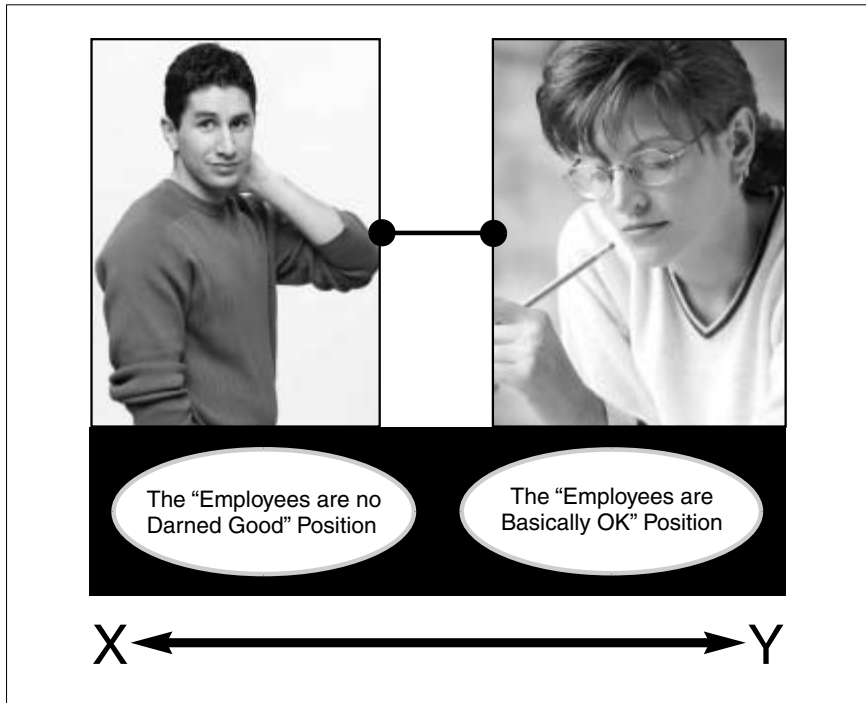 The “Employees are no
Darned Good” Position
The “Employees are
Basically OK” Position
X
Y